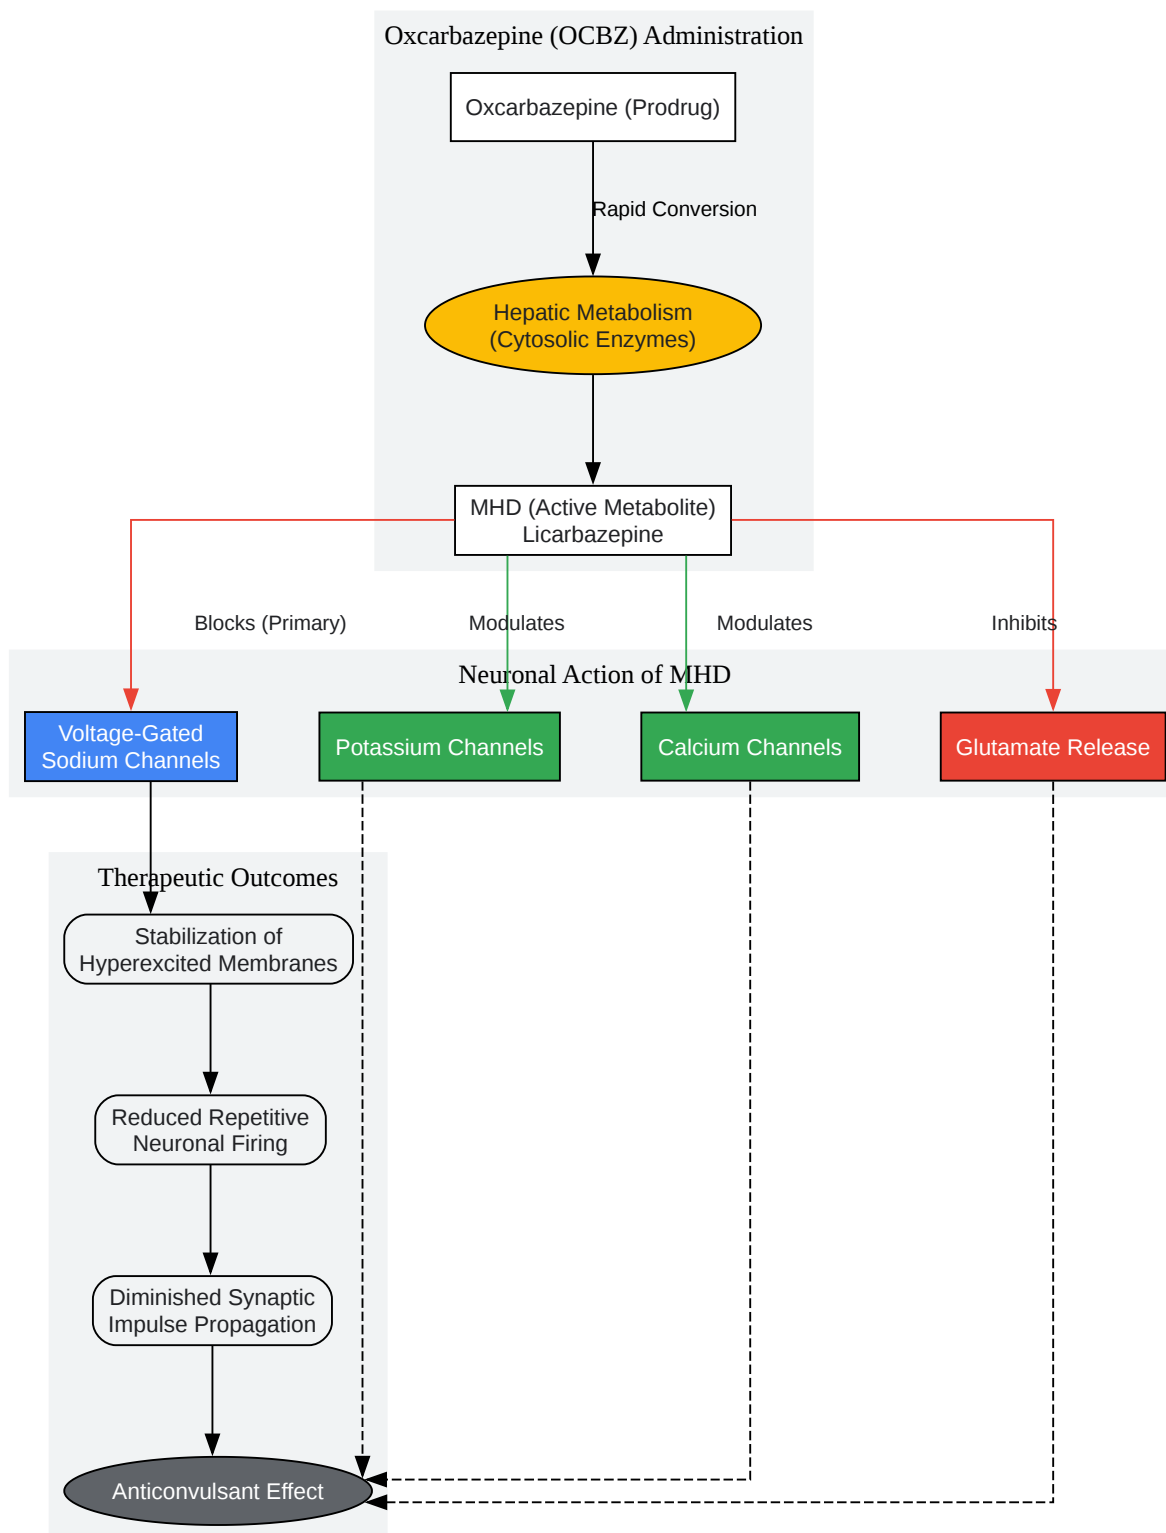 Oxcarbazepine (OCBZ) Administration
Oxcarbazepine (Prodrug)
Rapid Conversion
Hepatic Metabolism
(Cytosolic Enzymes)
MHD (Active Metabolite)
Licarbazepine
Blocks (Primary)
Modulates
Modulates
Inhibits
Neuronal Action of MHD
Voltage-Gated
Sodium Channels
Potassium Channels
Calcium Channels
Glutamate Release
Therapeutic Outcomes
Stabilization of
Hyperexcited Membranes
Reduced Repetitive
Neuronal Firing
Diminished Synaptic
Impulse Propagation
Anticonvulsant Effect